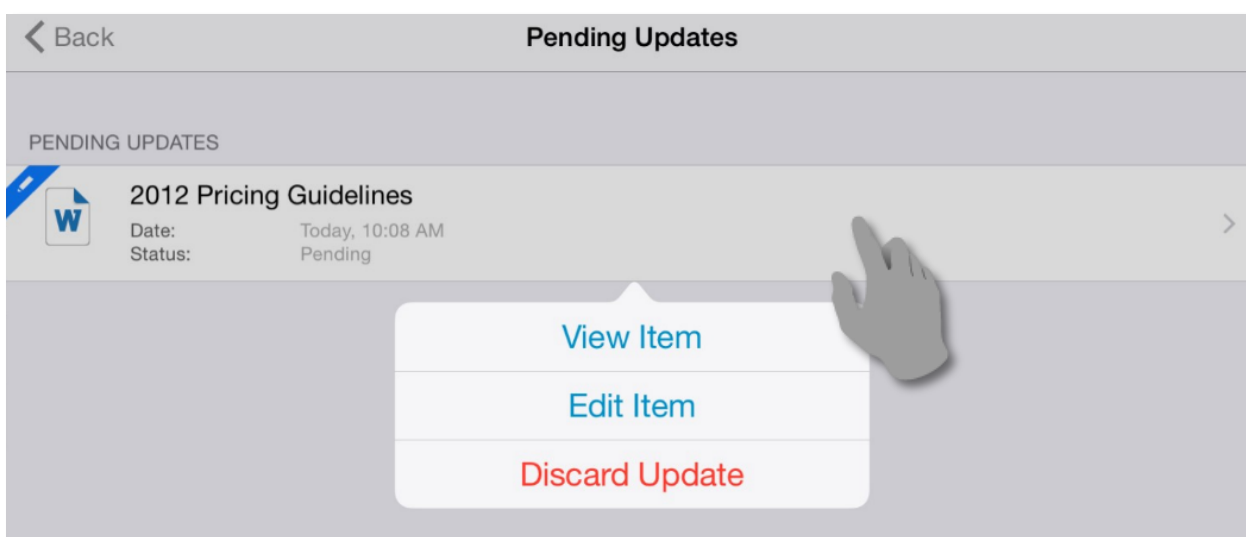 Back
Pending Updates
PENDING UPDATES
W
2012 Pricing Guidelines
Date: Today, 10:08 AM
Status: Pending
View Item
Edit Item
Discard Update